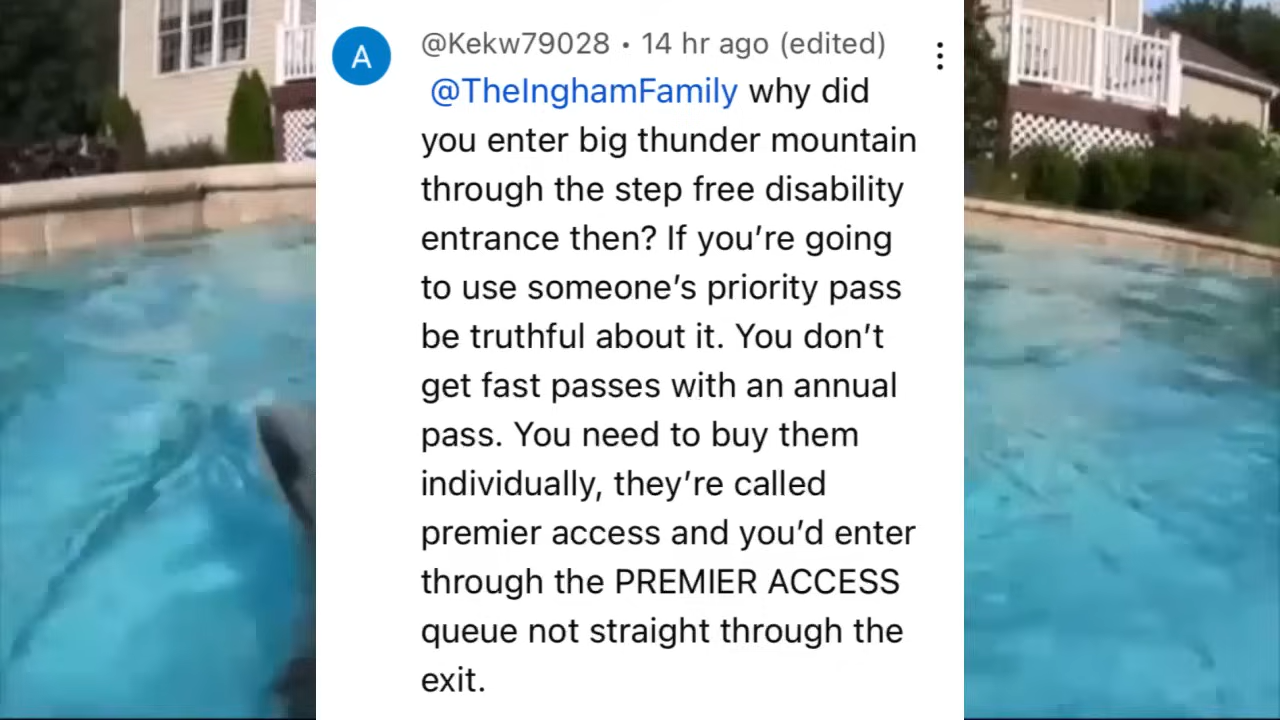 A
@Kekw79028 • 14 hr ago (edited)
@TheInghamFamily why did
you enter big thunder mountain
through the step free disability
entrance then? If you’re going
to use someone’s priority pass
be truthful about it. You don’t
get fast passes with an annual
pass. You need to buy them
individually, they’re called
premier access and you’d enter
through the PREMIER ACCESS
queue not straight through the
exit.